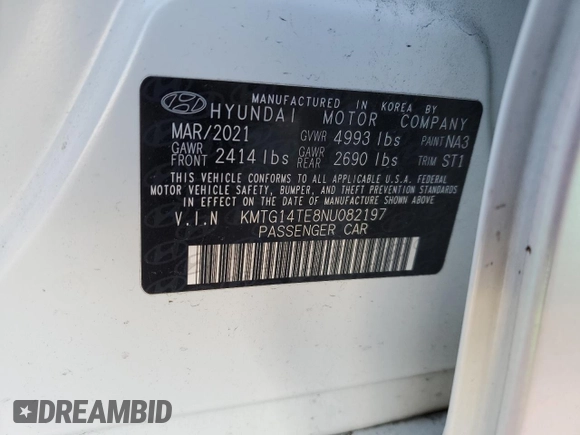 MANUFACTURED IN KOREA BY
HYUNDAI MOTOR COMPANY
MAR/2021 GVWR 4993 lbs PAINT NA3
GAWR FRONT 2414 lbs GAWR REAR 2690 lbs TRIM ST1
THIS VEHICLE CONFORMS TO ALL APPLICABLE U.S.A. FEDERAL
MOTOR VEHICLE SAFETY, BUMPER, AND THEFT PREVENTION STANDARDS
IN EFFECT ON THE DATE OF MANUFACTURE SHOWN ABOVE.
V.I.N KMTG14TE8NU082197
PASSENGER CAR
DREAMBID